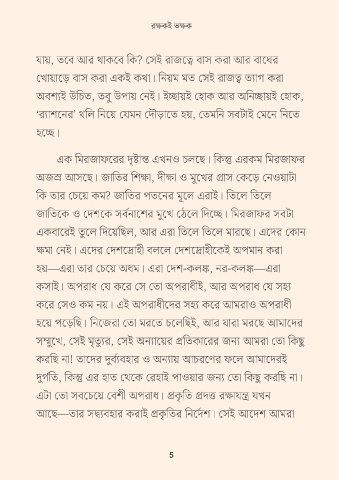 রক্ষকই ভক্ষক
যায়, তবে আর থাকবে কি? সেই রাজত্বে বাস করা আর বাঘের
খোয়াড়ে বাস করা একই কথা। নিয়ম মত সেই রাজত্ব ত্যাগ করা
অবশ্যই উচিত, তবু উপায় নেই। ইচ্ছায়ই হোক আর অনিচ্ছায়ই হোক,
‘র‍্যাশনের’ থলি নিয়ে যেমন দৌড়াতে হয়, তেমনি সবটাই মেনে নিতে
হচ্ছে।
এক মিরজাফরের দৃষ্টান্ত এখনও চলছে। কিন্তু এরকম মিরজাফর
অজস্র আসছে। জাতির শিক্ষা, দীক্ষা ও মুখের গ্রাস কেড়ে নেওয়াটা
কি তার চেয়ে কম? জাতির পতনের মূলে এরাই। তিলে তিলে
জাতিকে ও দেশকে সর্বনাশের মুখে ঠেলে দিচ্ছে। মিরজাফর সবটা
একবারেই তুলে দিয়েছিল, আর এরা তিলে তিলে মারছে। এদের কোন
ক্ষমা নেই। এদের দেশদ্রোহী বললে দেশদ্রোহীকেই অপমান করা
হয়—এরা তার চেয়ে অধম। এরা দেশ-কলঙ্ক, নর-কলঙ্ক—এরা
কসাই। অপরাধ যে করে সে তো অপরাধীই, আর অপরাধ যে সহ্য
করে সেও কম নয়। এই অপরাধীদের সহ্য করে আমরাও অপরাধী
হয়ে পড়েছি। নিজেরা তো মরতে চলেছিই, আর যারা মরছে আমাদের
সম্মুখে, সেই মৃত্যুর, সেই অন্যায়ের প্রতিকারের জন্য আমরা তো কিছু
করছি না! তাদের দুর্ব্যবহার ও অন্যায় আচরণের ফলে আমাদেরই
দুর্গতি, কিন্তু এর হাত থেকে রেহাই পাওয়ার জন্য তো কিছু করছি না।
এটা তো সবচেয়ে বেশী অপরাধ। প্রকৃতি প্রদত্ত রক্ষাযন্ত্র যখন
আছে—তার সদ্ব্যবহার করাই প্রকৃতির নির্দেশ। সেই আদেশ আমরা
5